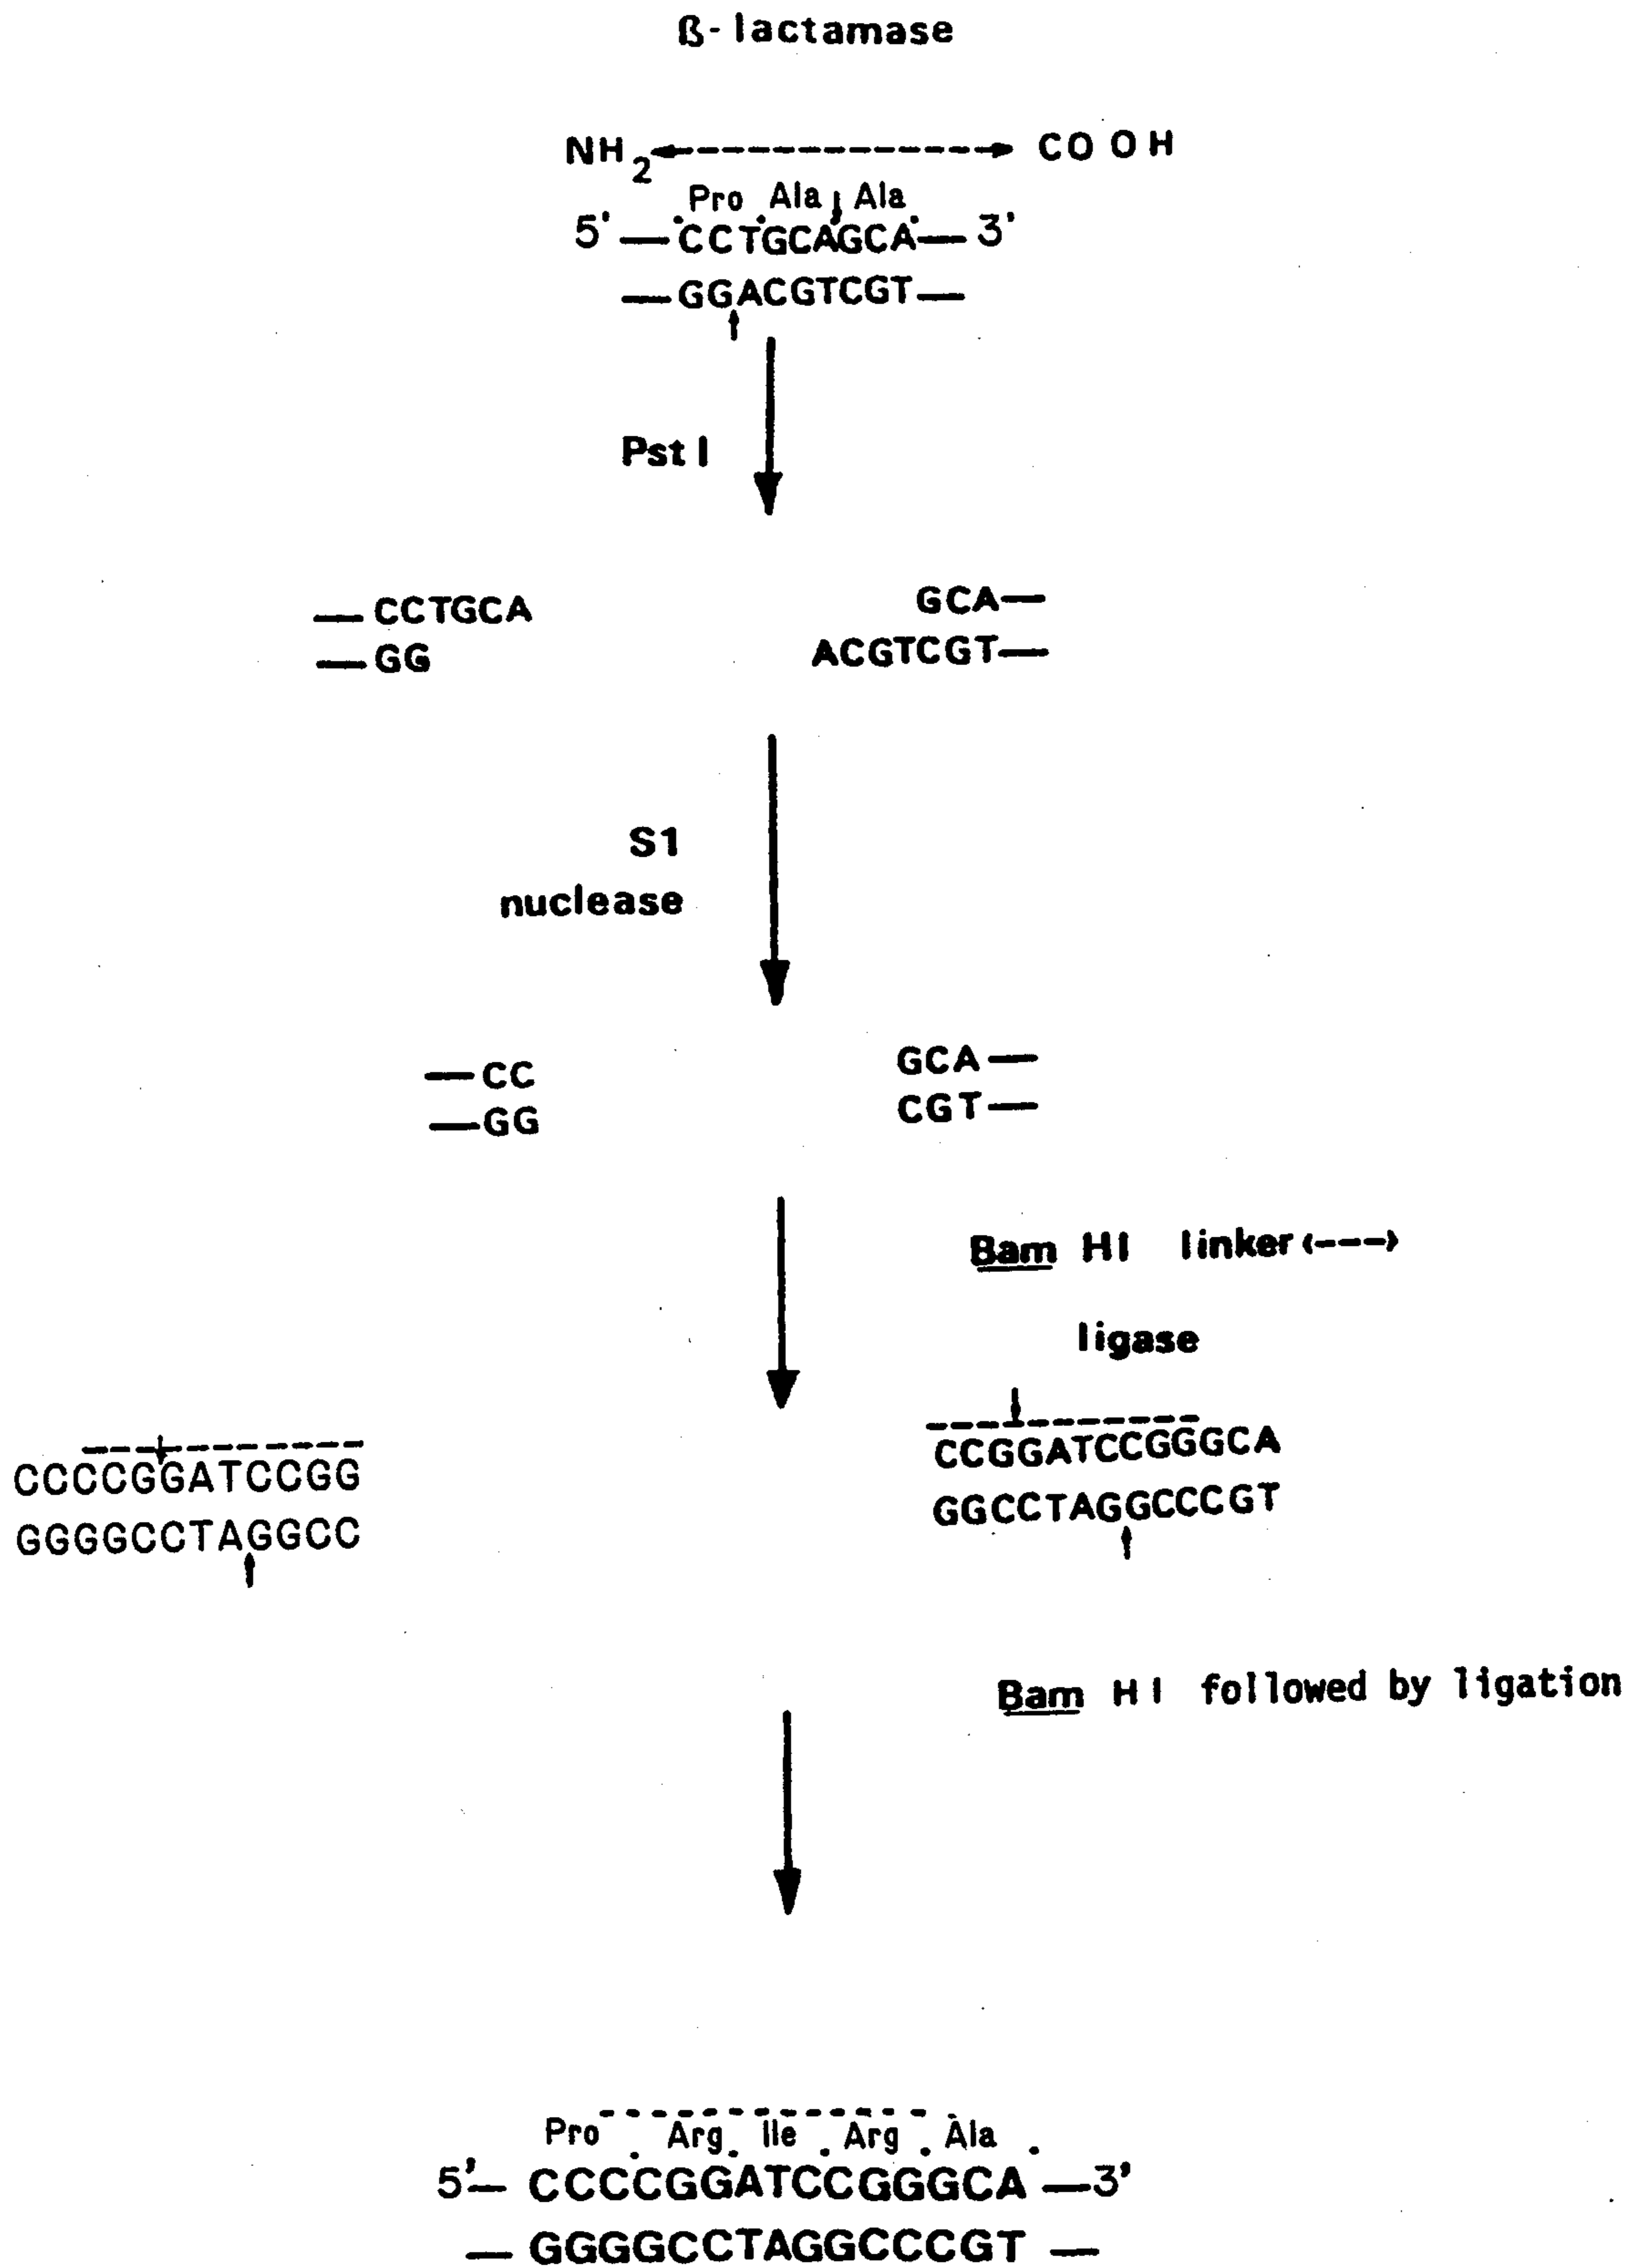 ß-lactamase
NH2 COOH
Pro Ala Ala
5' — CCTGCAGCA — 3'
— GGACGTCGT —
Pst I
— CCTGCA GCA —
— GG ACGTCGT —
S1
nuclease
— CC GCA —
— GG CGT —
Bam HI linker <--->
ligase
CCCCGGATCCGG CCGGATCCGGGCA
GGGGCCTAGGCC GGCCTAGGCCCGT
Bam HI followed by ligation
Pro Arg Ile Arg Ala
5' — CCCCGGATCCGGGCA — 3'
— GGGGCCTAGGCCCGT —